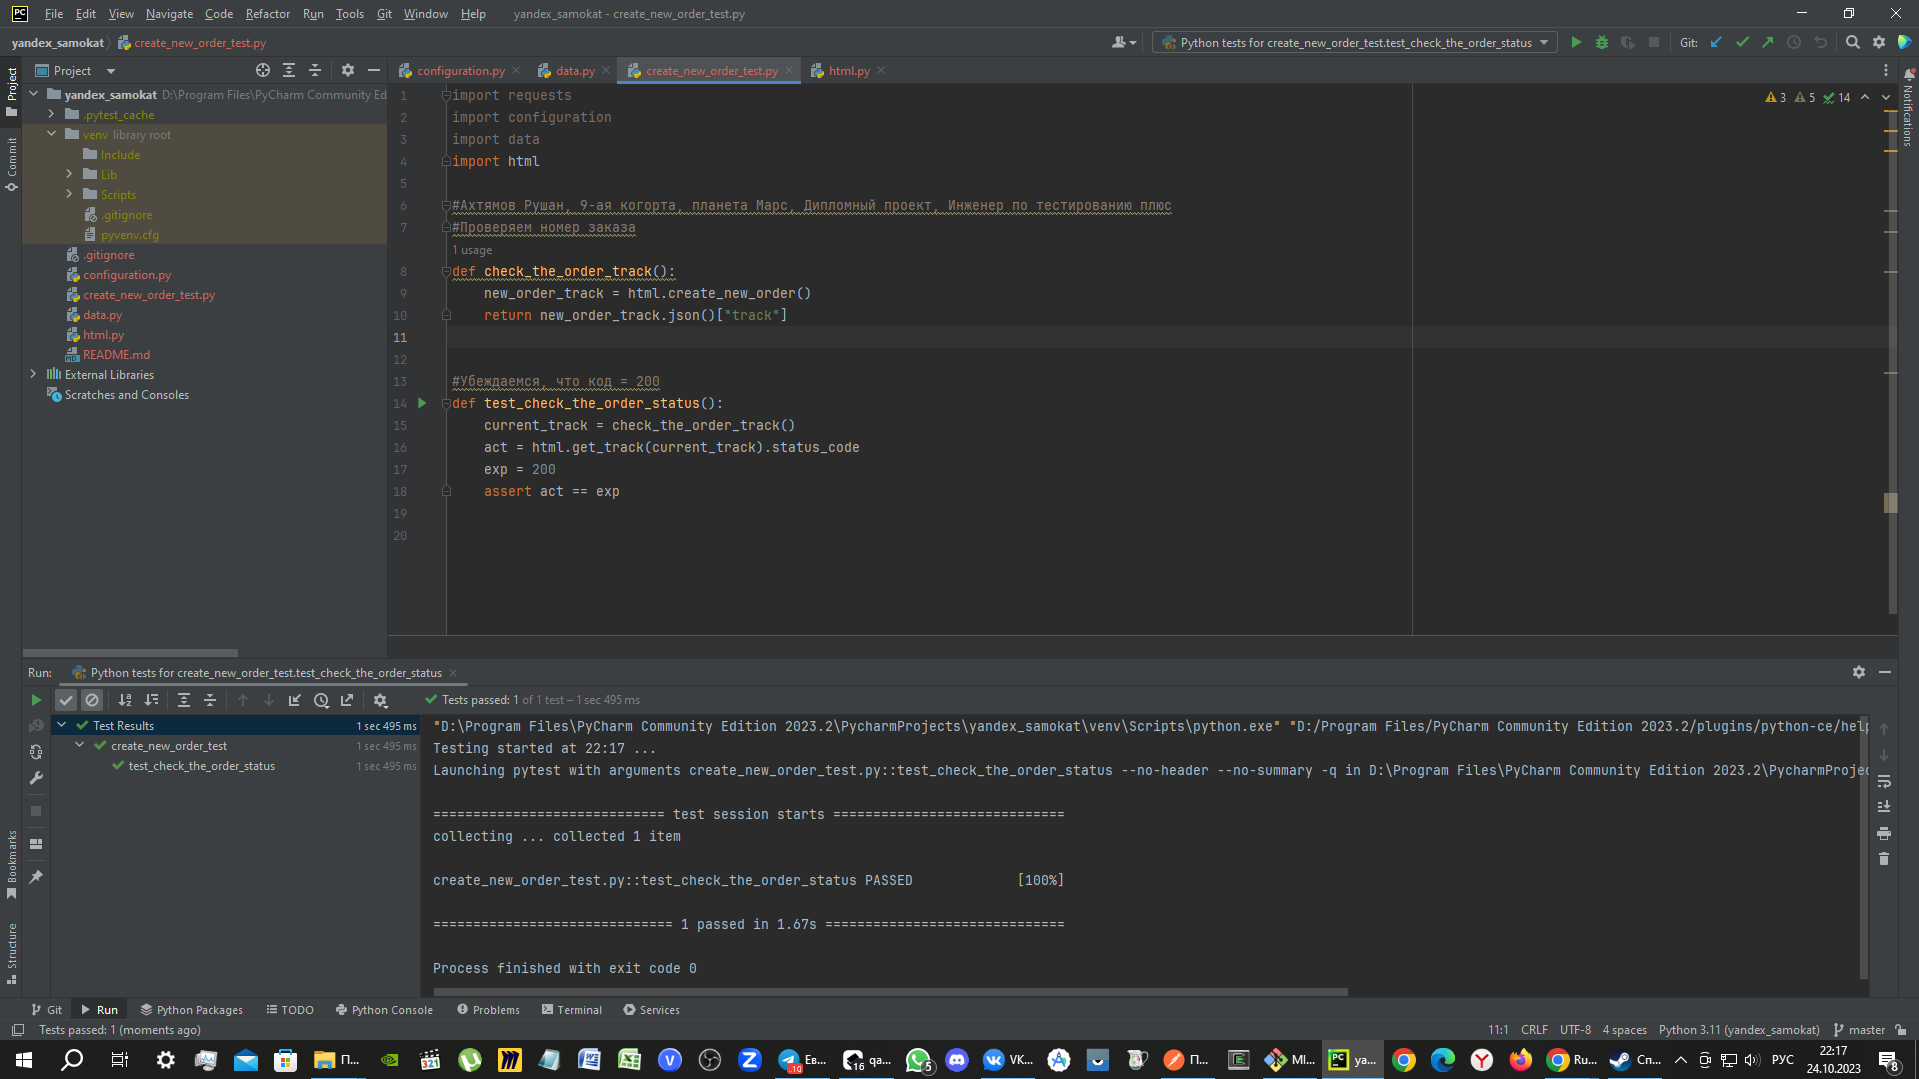 PC File Edit View Navigate Code Refactor Run Tools Git Window Help yandex_samokat - create_new_order_test.py
yandex_samokat create_new_order_test.py Python tests for create_new_order_test.test_check_the_order_status Git:
Project
configuration.py data.py create_new_order_test.py html.py
Project
Commit
Bookmarks
Structure
Notifications
yandex_samokat D:\Program Files\PyCharm Community Ed
.pytest_cache
venv library root
Include
Lib
Scripts
.gitignore
pyvenv.cfg
.gitignore
configuration.py
create_new_order_test.py
data.py
html.py
README.md
External Libraries
Scratches and Consoles
3 5 14
1 import requests
2 import configuration
3 import data
4 import html
5
6 #Ахтямов Рушан, 9-ая когорта, планета Марс, Дипломный проект, Инженер по тестированию плюс
7 #Проверяем номер заказа
1 usage
8 def check_the_order_track():
9 new_order_track = html.create_new_order()
10 return new_order_track.json()["track"]
11
12
13 #Убеждаемся, что код = 200
14 def test_check_the_order_status():
15 current_track = check_the_order_track()
16 act = html.get_track(current_track).status_code
17 exp = 200
18 assert act == exp
19
20
Run: Python tests for create_new_order_test.test_check_the_order_status
Tests passed: 1 of 1 test – 1 sec 495 ms
Test Results 1 sec 495 ms
create_new_order_test 1 sec 495 ms
test_check_the_order_status 1 sec 495 ms
"D:\Program Files\PyCharm Community Edition 2023.2\PycharmProjects\yandex_samokat\venv\Scripts\python.exe" "D:/Program Files/PyCharm Community Edition 2023.2/plugins/python-ce/help
Testing started at 22:17 ...
Launching pytest with arguments create_new_order_test.py::test_check_the_order_status --no-header --no-summary -q in D:\Program Files\PyCharm Community Edition 2023.2\PycharmProjec
============================= test session starts =============================
collecting ... collected 1 item
create_new_order_test.py::test_check_the_order_status PASSED [100%]
============================== 1 passed in 1.67s ==============================
Process finished with exit code 0
Git Run Python Packages TODO Python Console Problems Terminal Services
Tests passed: 1 (moments ago) 11:1 CRLF UTF-8 4 spaces Python 3.11 (yandex_samokat) master
П... Ев... qa... VK... П... MI... ya... Ru... Сп... РУС 22:17
24.10.2023